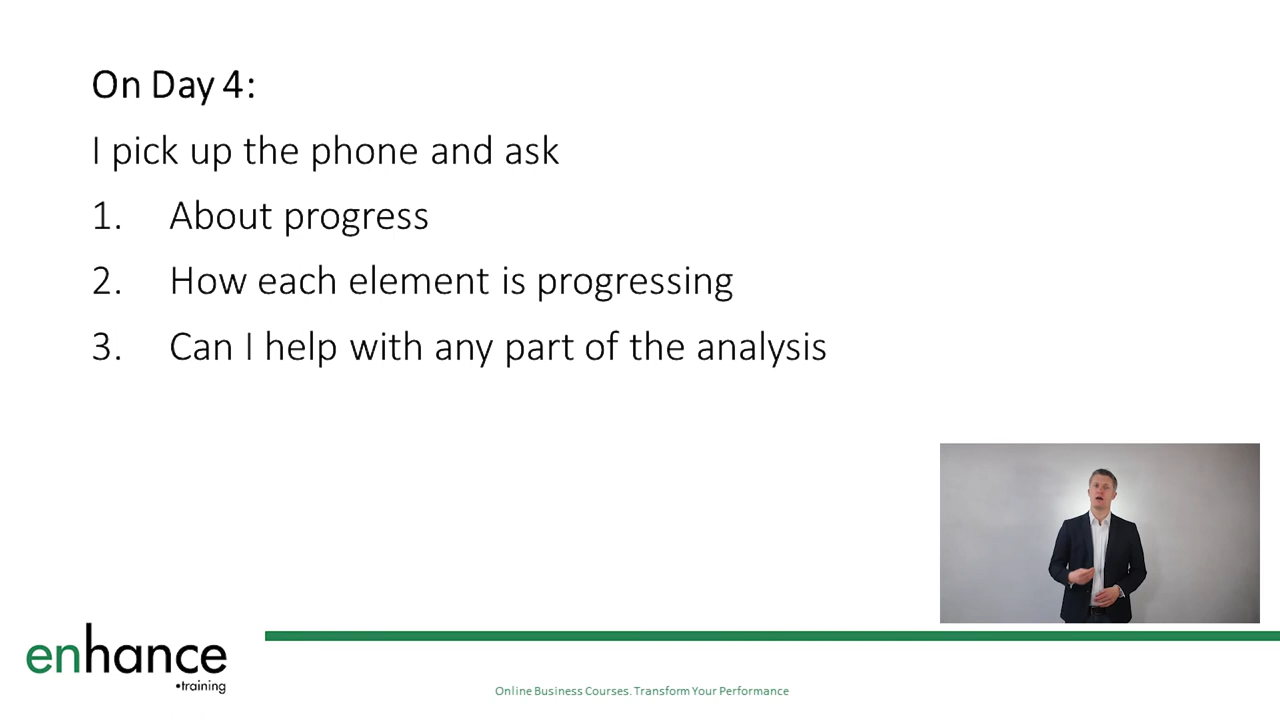 On Day 4:
I pick up the phone and ask
1. About progress
2. How each element is progressing
3. Can I help with any part of the analysis
enhance
•training
Online Business Courses. Transform Your Performance